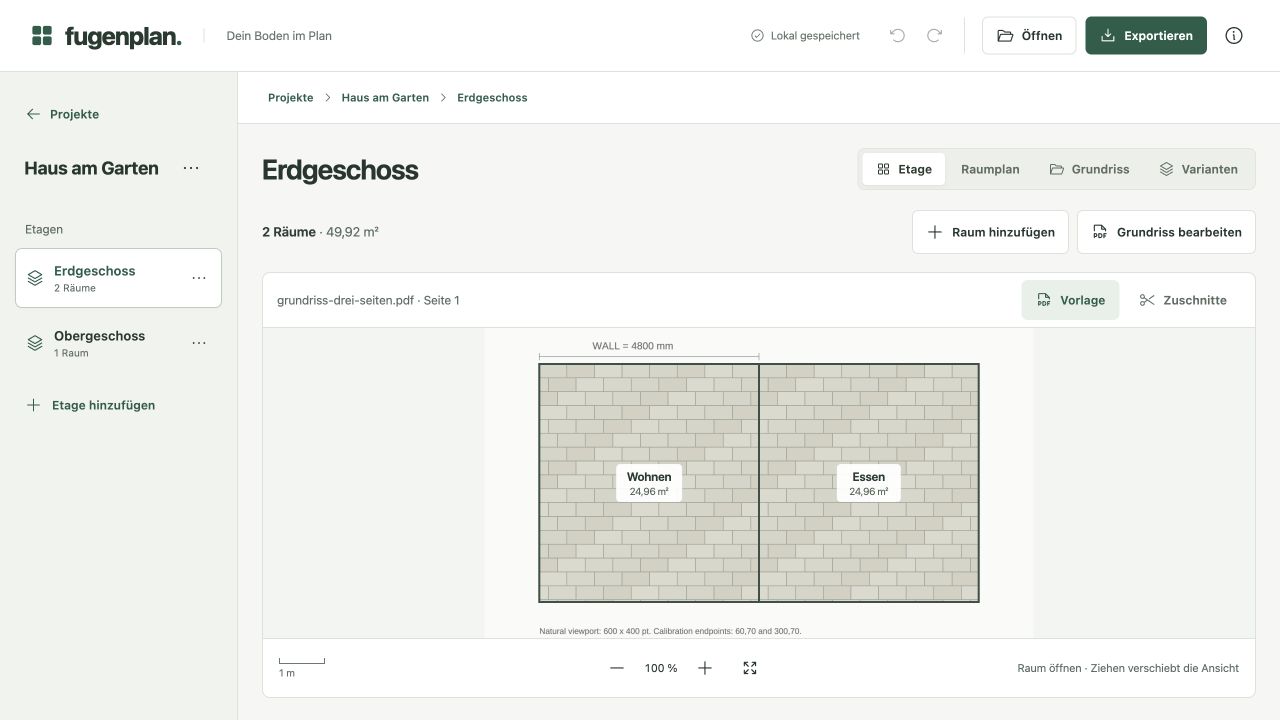 fugenplan.
Dein Boden im Plan
Lokal gespeichert
Öffnen
Exportieren
Projekte
Haus am Garten
Etagen
Erdgeschoss
2 Räume
Obergeschoss
1 Raum
Etage hinzufügen
Projekte
Haus am Garten
Erdgeschoss
Erdgeschoss
Etage
Raumplan
Grundriss
Varianten
2 Räume · 49,92 m²
Raum hinzufügen
PDF
Grundriss bearbeiten
grundriss-drei-seiten.pdf · Seite 1
PDF
Vorlage
Zuschnitte
WALL = 4800 mm
Wohnen
24,96 m²
Essen
24,96 m²
Natural viewport: 600 x 400 pt. Calibration endpoints: 60,70 and 300,70.
1 m
100 %
Raum öffnen · Ziehen verschiebt die Ansicht